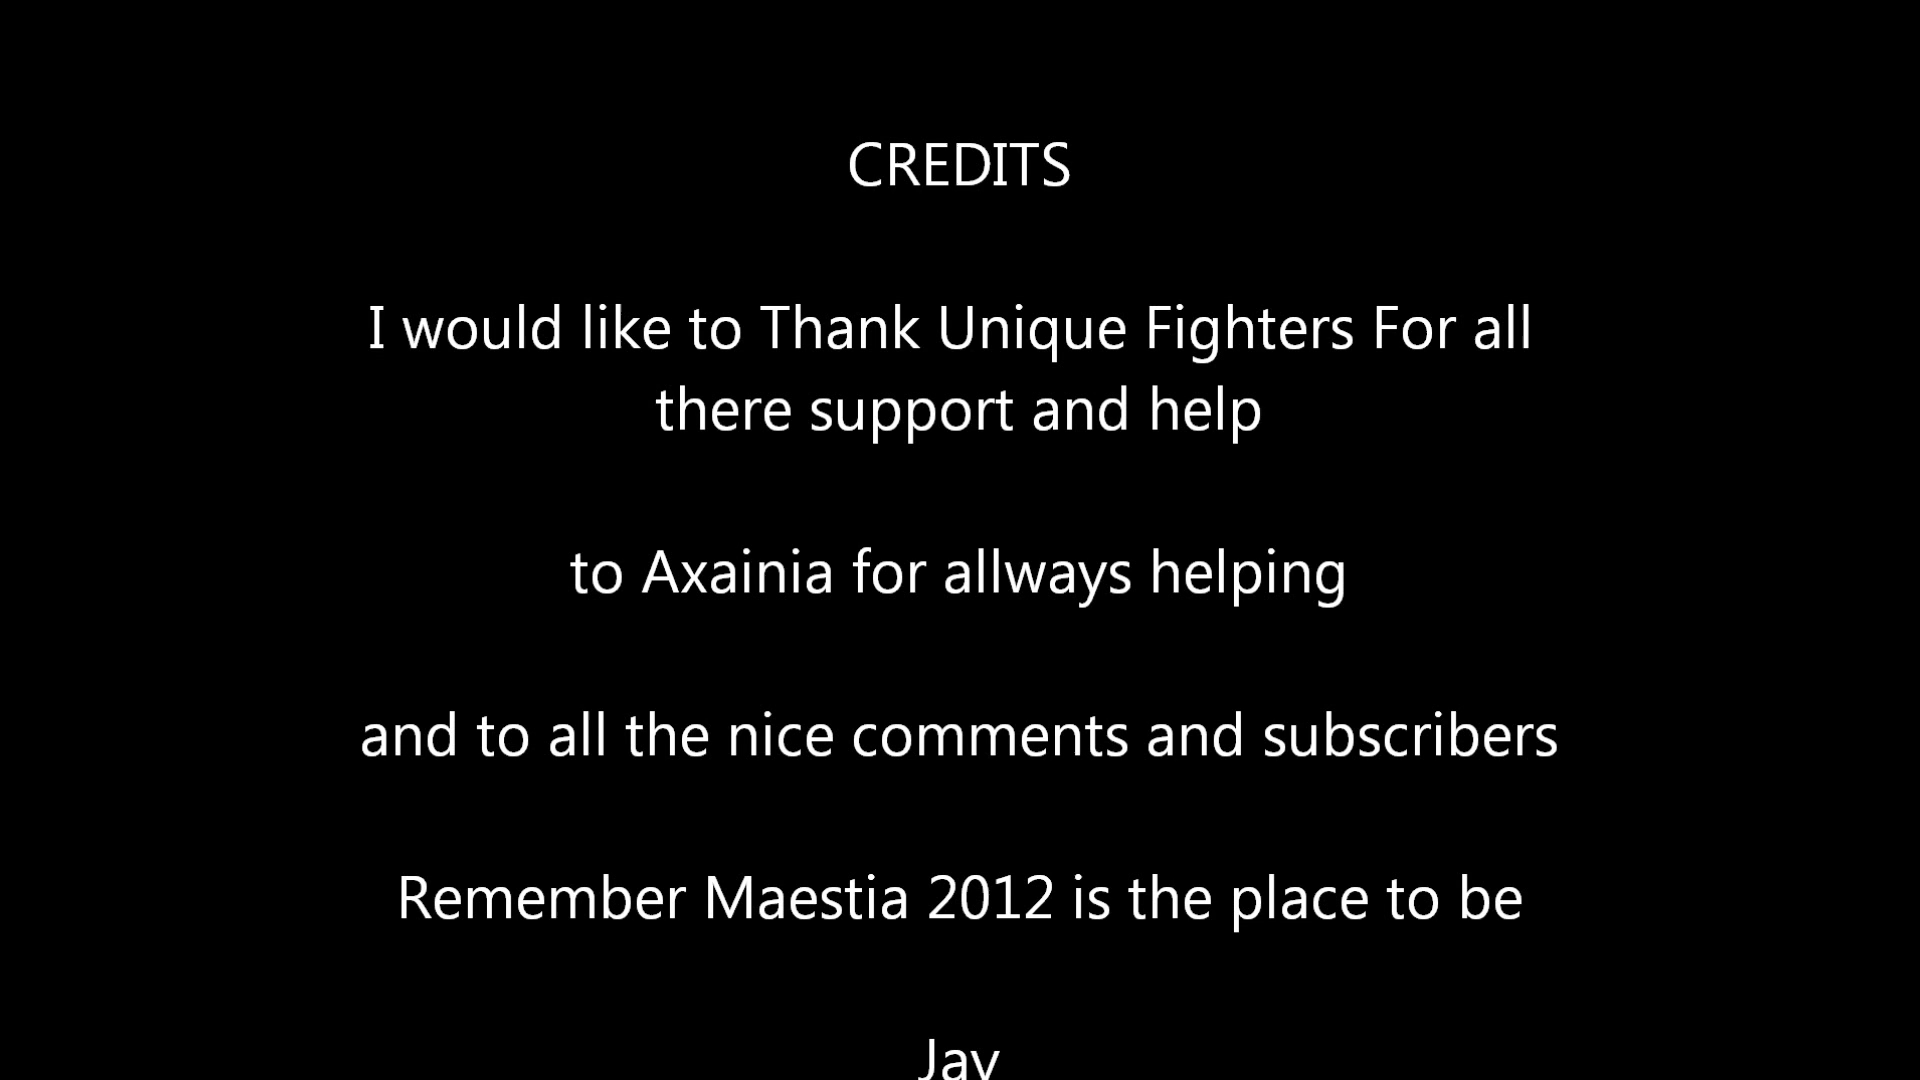 CREDITS
I would like to Thank Unique Fighters For all
there support and help
to Axainia for allways helping
and to all the nice comments and subscribers
Remember Maestia 2012 is the place to be